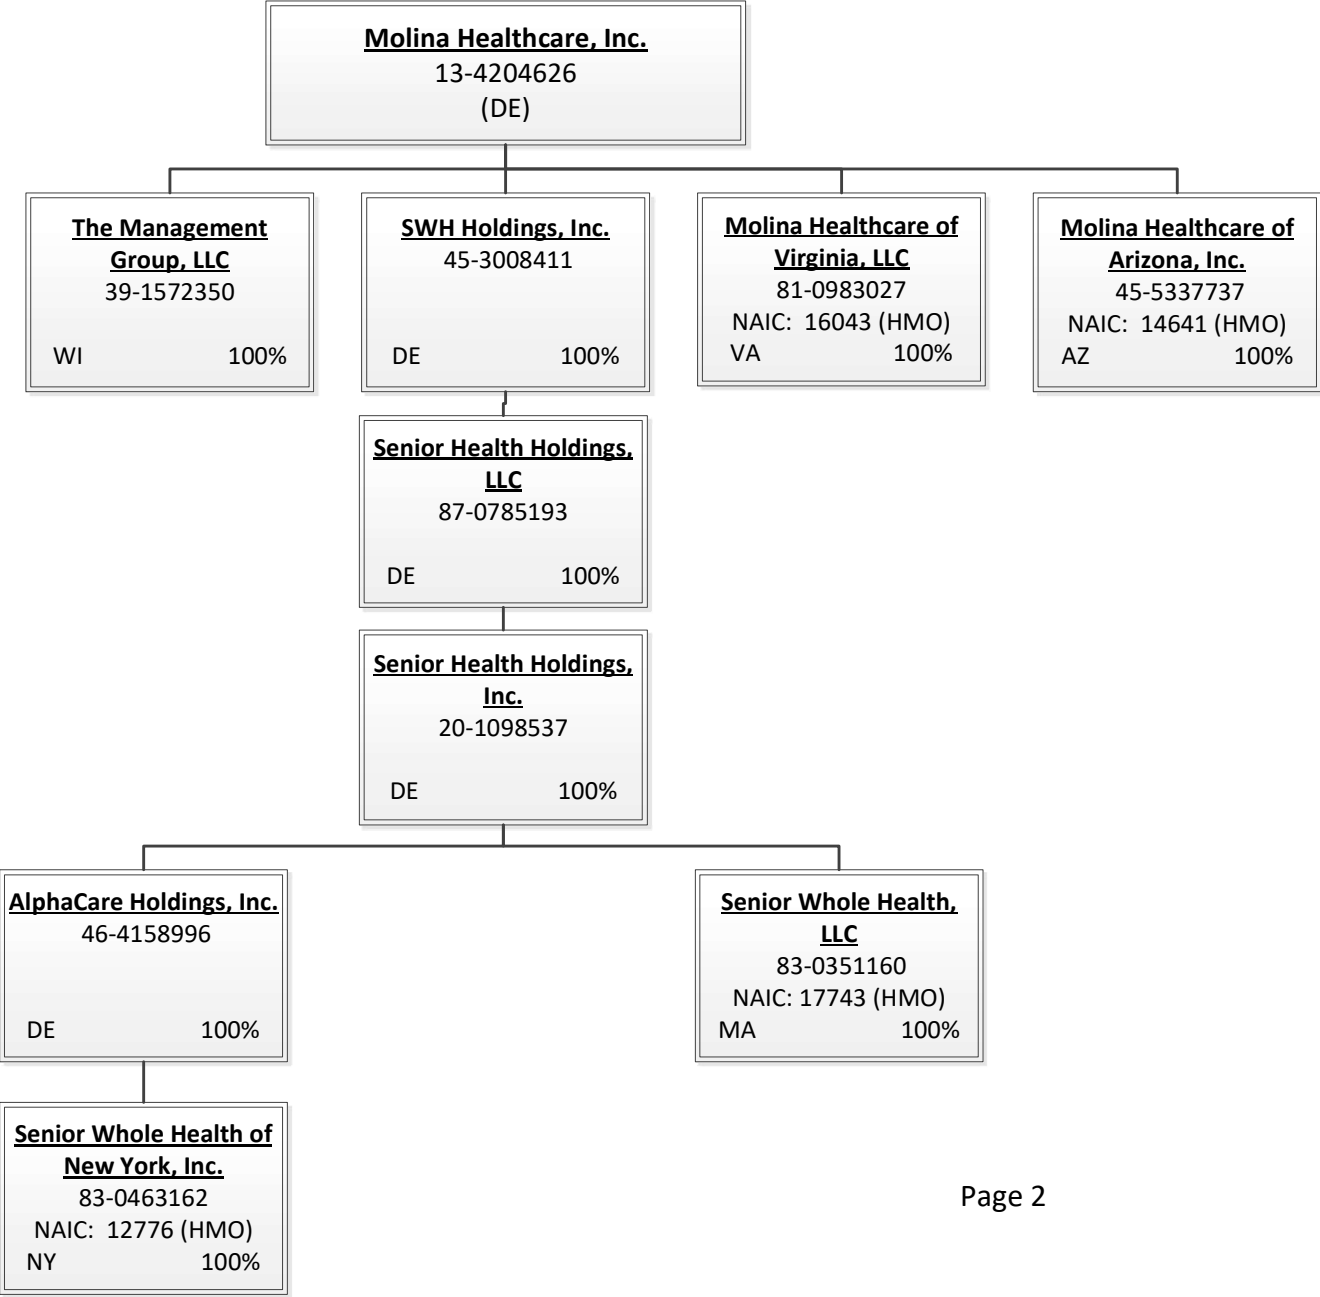 Molina Healthcare, Inc.
13-4204626
(DE)
The Management
Group, LLC
39-1572350
WI 100%
SWH Holdings, Inc.
45-3008411
DE 100%
Molina Healthcare of
Virginia, LLC
81-0983027
NAIC: 16043 (HMO)
VA 100%
Molina Healthcare of
Arizona, Inc.
45-5337737
NAIC: 14641 (HMO)
AZ 100%
Senior Health Holdings,
LLC
87-0785193
DE 100%
Senior Health Holdings,
Inc.
20-1098537
DE 100%
AlphaCare Holdings, Inc.
46-4158996
DE 100%
Senior Whole Health,
LLC
83-0351160
NAIC: 17743 (HMO)
MA 100%
Senior Whole Health of
New York, Inc.
83-0463162
NAIC: 12776 (HMO)
NY 100%
Page 2